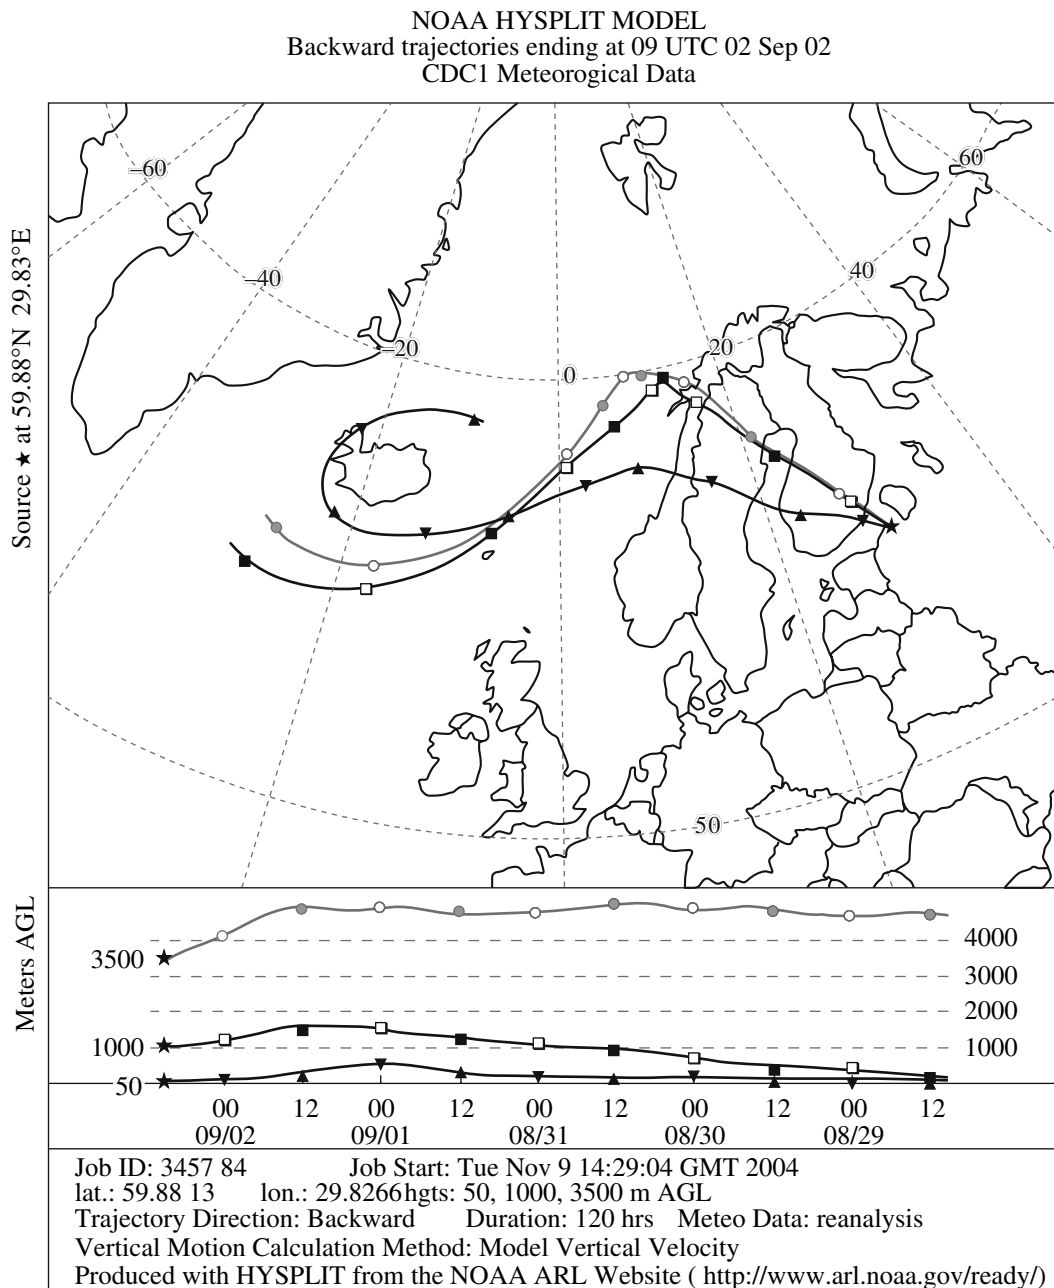 NOAA HYSPLIT MODEL
Backward trajectories ending at 09 UTC 02 Sep 02
CDC1 Meteorogical Data
Source ★ at 59.88°N 29.83°E
–60
60
–40
40
–20
20
0
50
Meters AGL
3500
4000
3000
2000
1000
1000
50
00 12 00 12 00 12 00 12 00 12
09/02 09/01 08/31 08/30 08/29
Job ID: 3457 84 Job Start: Tue Nov 9 14:29:04 GMT 2004
lat.: 59.88 13 lon.: 29.8266hgts: 50, 1000, 3500 m AGL
Trajectory Direction: Backward Duration: 120 hrs Meteo Data: reanalysis
Vertical Motion Calculation Method: Model Vertical Velocity
Produced with HYSPLIT from the NOAA ARL Website ( http://www.arl.noaa.gov/ready/)